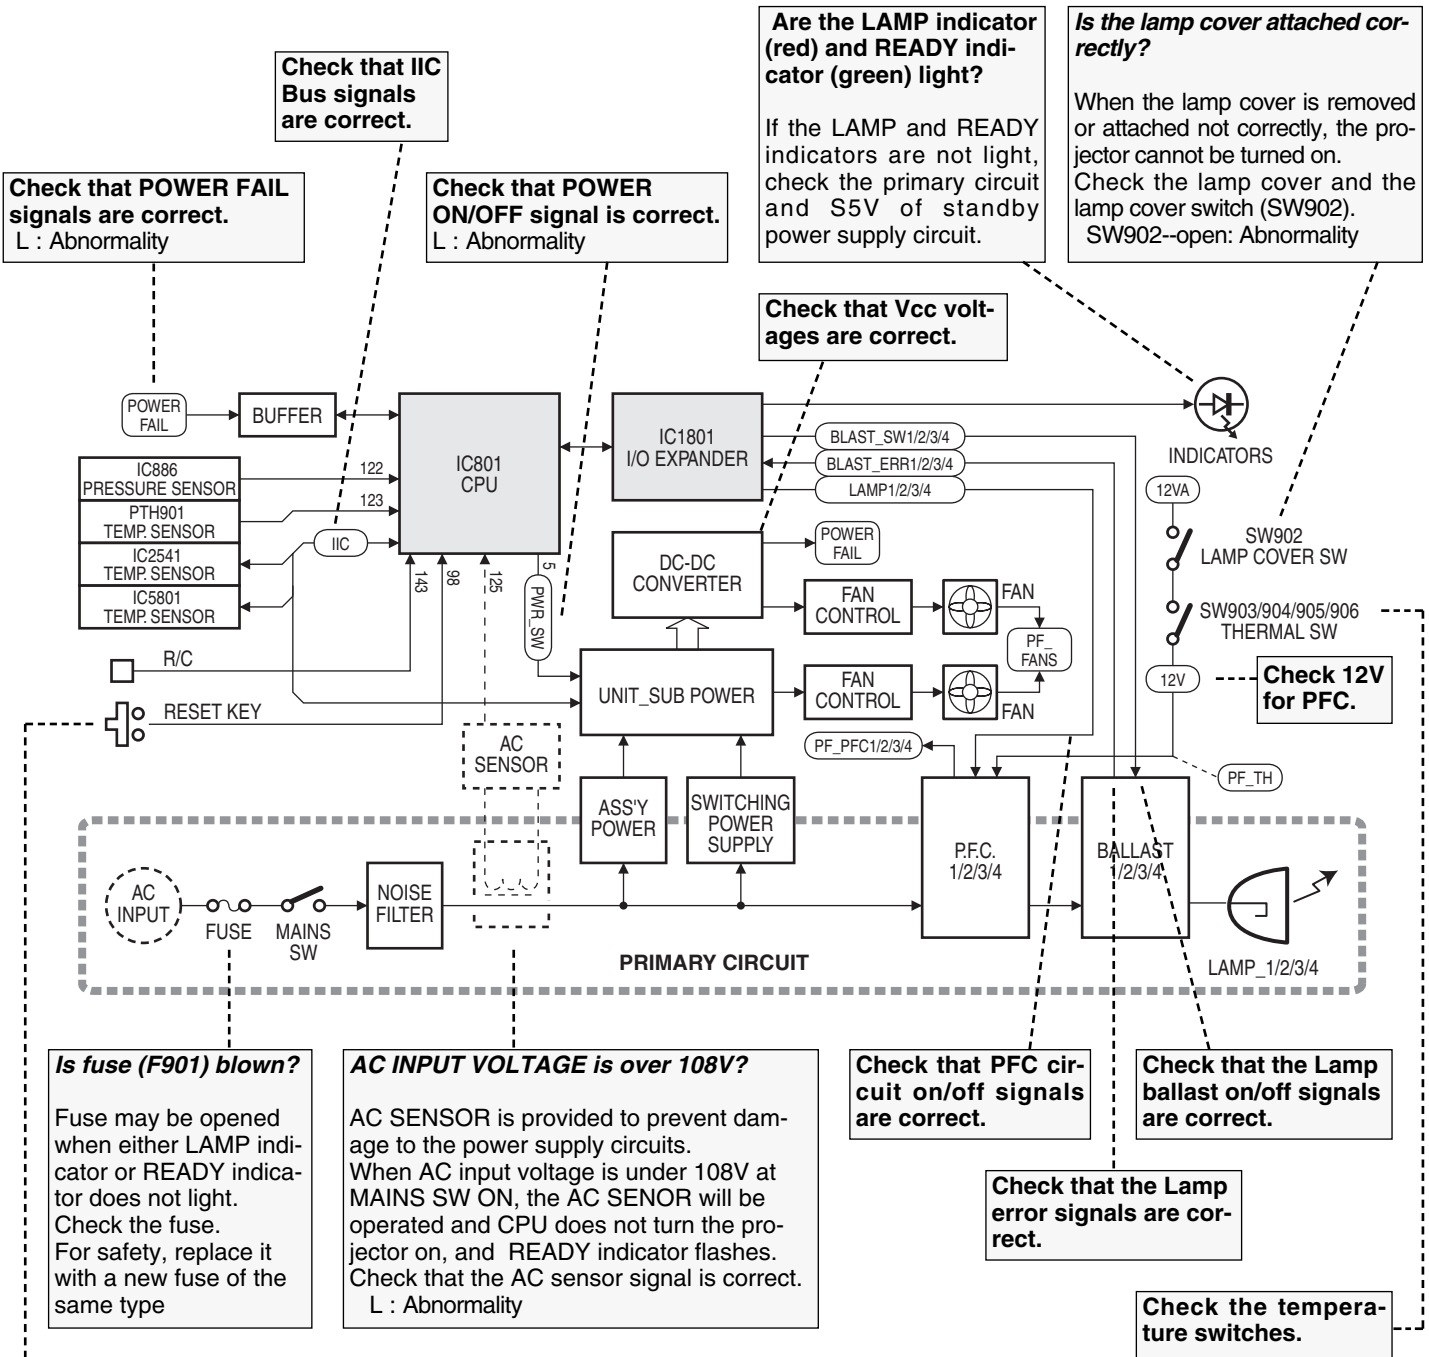 Are the LAMP indicator
(red) and READY indi-
cator (green) light?
If the LAMP and READY
indicators are not light,
check the primary circuit
and S5V of standby
power supply circuit.
Is the lamp cover attached cor-
rectly?
When the lamp cover is removed
or attached not correctly, the pro-
jector cannot be turned on.
Check the lamp cover and the
lamp cover switch (SW902).
SW902--open: Abnormality
Check that IIC
Bus signals
are correct.
Check that POWER FAIL
signals are correct.
L : Abnormality
Check that POWER
ON/OFF signal is correct.
L : Abnormality
Check that Vcc volt-
ages are correct.
POWER
FAIL
BUFFER
IC801
CPU
IC1801
I/O EXPANDER
BLAST_SW1/2/3/4
BLAST_ERR1/2/3/4
LAMP1/2/3/4
INDICATORS
IC886
PRESSURE SENSOR
122
PTH901
TEMP. SENSOR
123
IC2541
TEMP. SENSOR
IIC
IC5801
TEMP. SENSOR
143
98
125
5
PWR_SW
12VA
SW902
LAMP COVER SW
SW903/904/905/906
THERMAL SW
12V
Check 12V
for PFC.
DC-DC
CONVERTER
POWER
FAIL
FAN
CONTROL
FAN
PF_
FANS
R/C
RESET KEY
UNIT_SUB POWER
FAN
CONTROL
FAN
AC
SENSOR
PF_PFC1/2/3/4
PF_TH
ASS'Y
POWER
SWITCHING
POWER
SUPPLY
P.F.C.
1/2/3/4
BALLAST
1/2/3/4
AC
INPUT
FUSE
MAINS
SW
NOISE
FILTER
PRIMARY CIRCUIT
LAMP_1/2/3/4
Is fuse (F901) blown?
Fuse may be opened
when either LAMP indi-
cator or READY indica-
tor does not light.
Check the fuse.
For safety, replace it
with a new fuse of the
same type
AC INPUT VOLTAGE is over 108V?
AC SENSOR is provided to prevent dam-
age to the power supply circuits.
When AC input voltage is under 108V at
MAINS SW ON, the AC SENOR will be
operated and CPU does not turn the pro-
jector on, and READY indicator flashes.
Check that the AC sensor signal is correct.
L : Abnormality
Check that PFC cir-
cuit on/off signals
are correct.
Check that the Lamp
ballast on/off signals
are correct.
Check that the Lamp
error signals are cor-
rect.
Check the tempera-
ture switches.